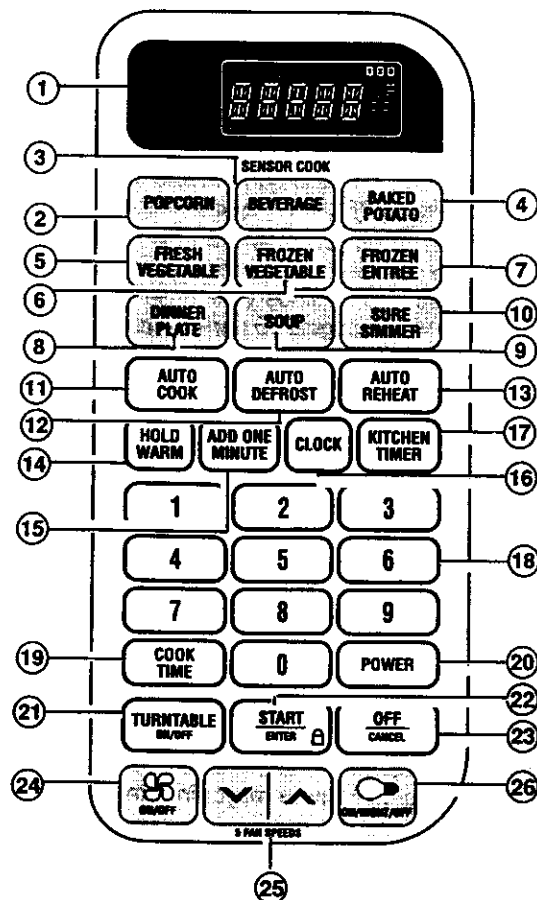 1
3
SENSOR COOK
2
POPCORN
BEVERAGE
BAKED
POTATO
4
5
FRESH
VEGETABLE
FROZEN
VEGETABLE
FROZEN
ENTREE
7
6
DINNER
PLATE
SOUP
SURE
SIMMER
10
8
9
11
AUTO
COOK
AUTO
DEFROST
AUTO
REHEAT
13
12
HOLD
WARM
ADD ONE
MINUTE
CLOCK
KITCHEN
TIMER
17
14
16
15
1
2
3
4
5
6
18
7
8
9
19
COOK
TIME
0
POWER
20
22
21
TURNTABLE
ON/OFF
START
ENTER
OFF
CANCEL
23
24
ON/OFF
ON/NIGHT/OFF
26
5 FAN SPEEDS
25